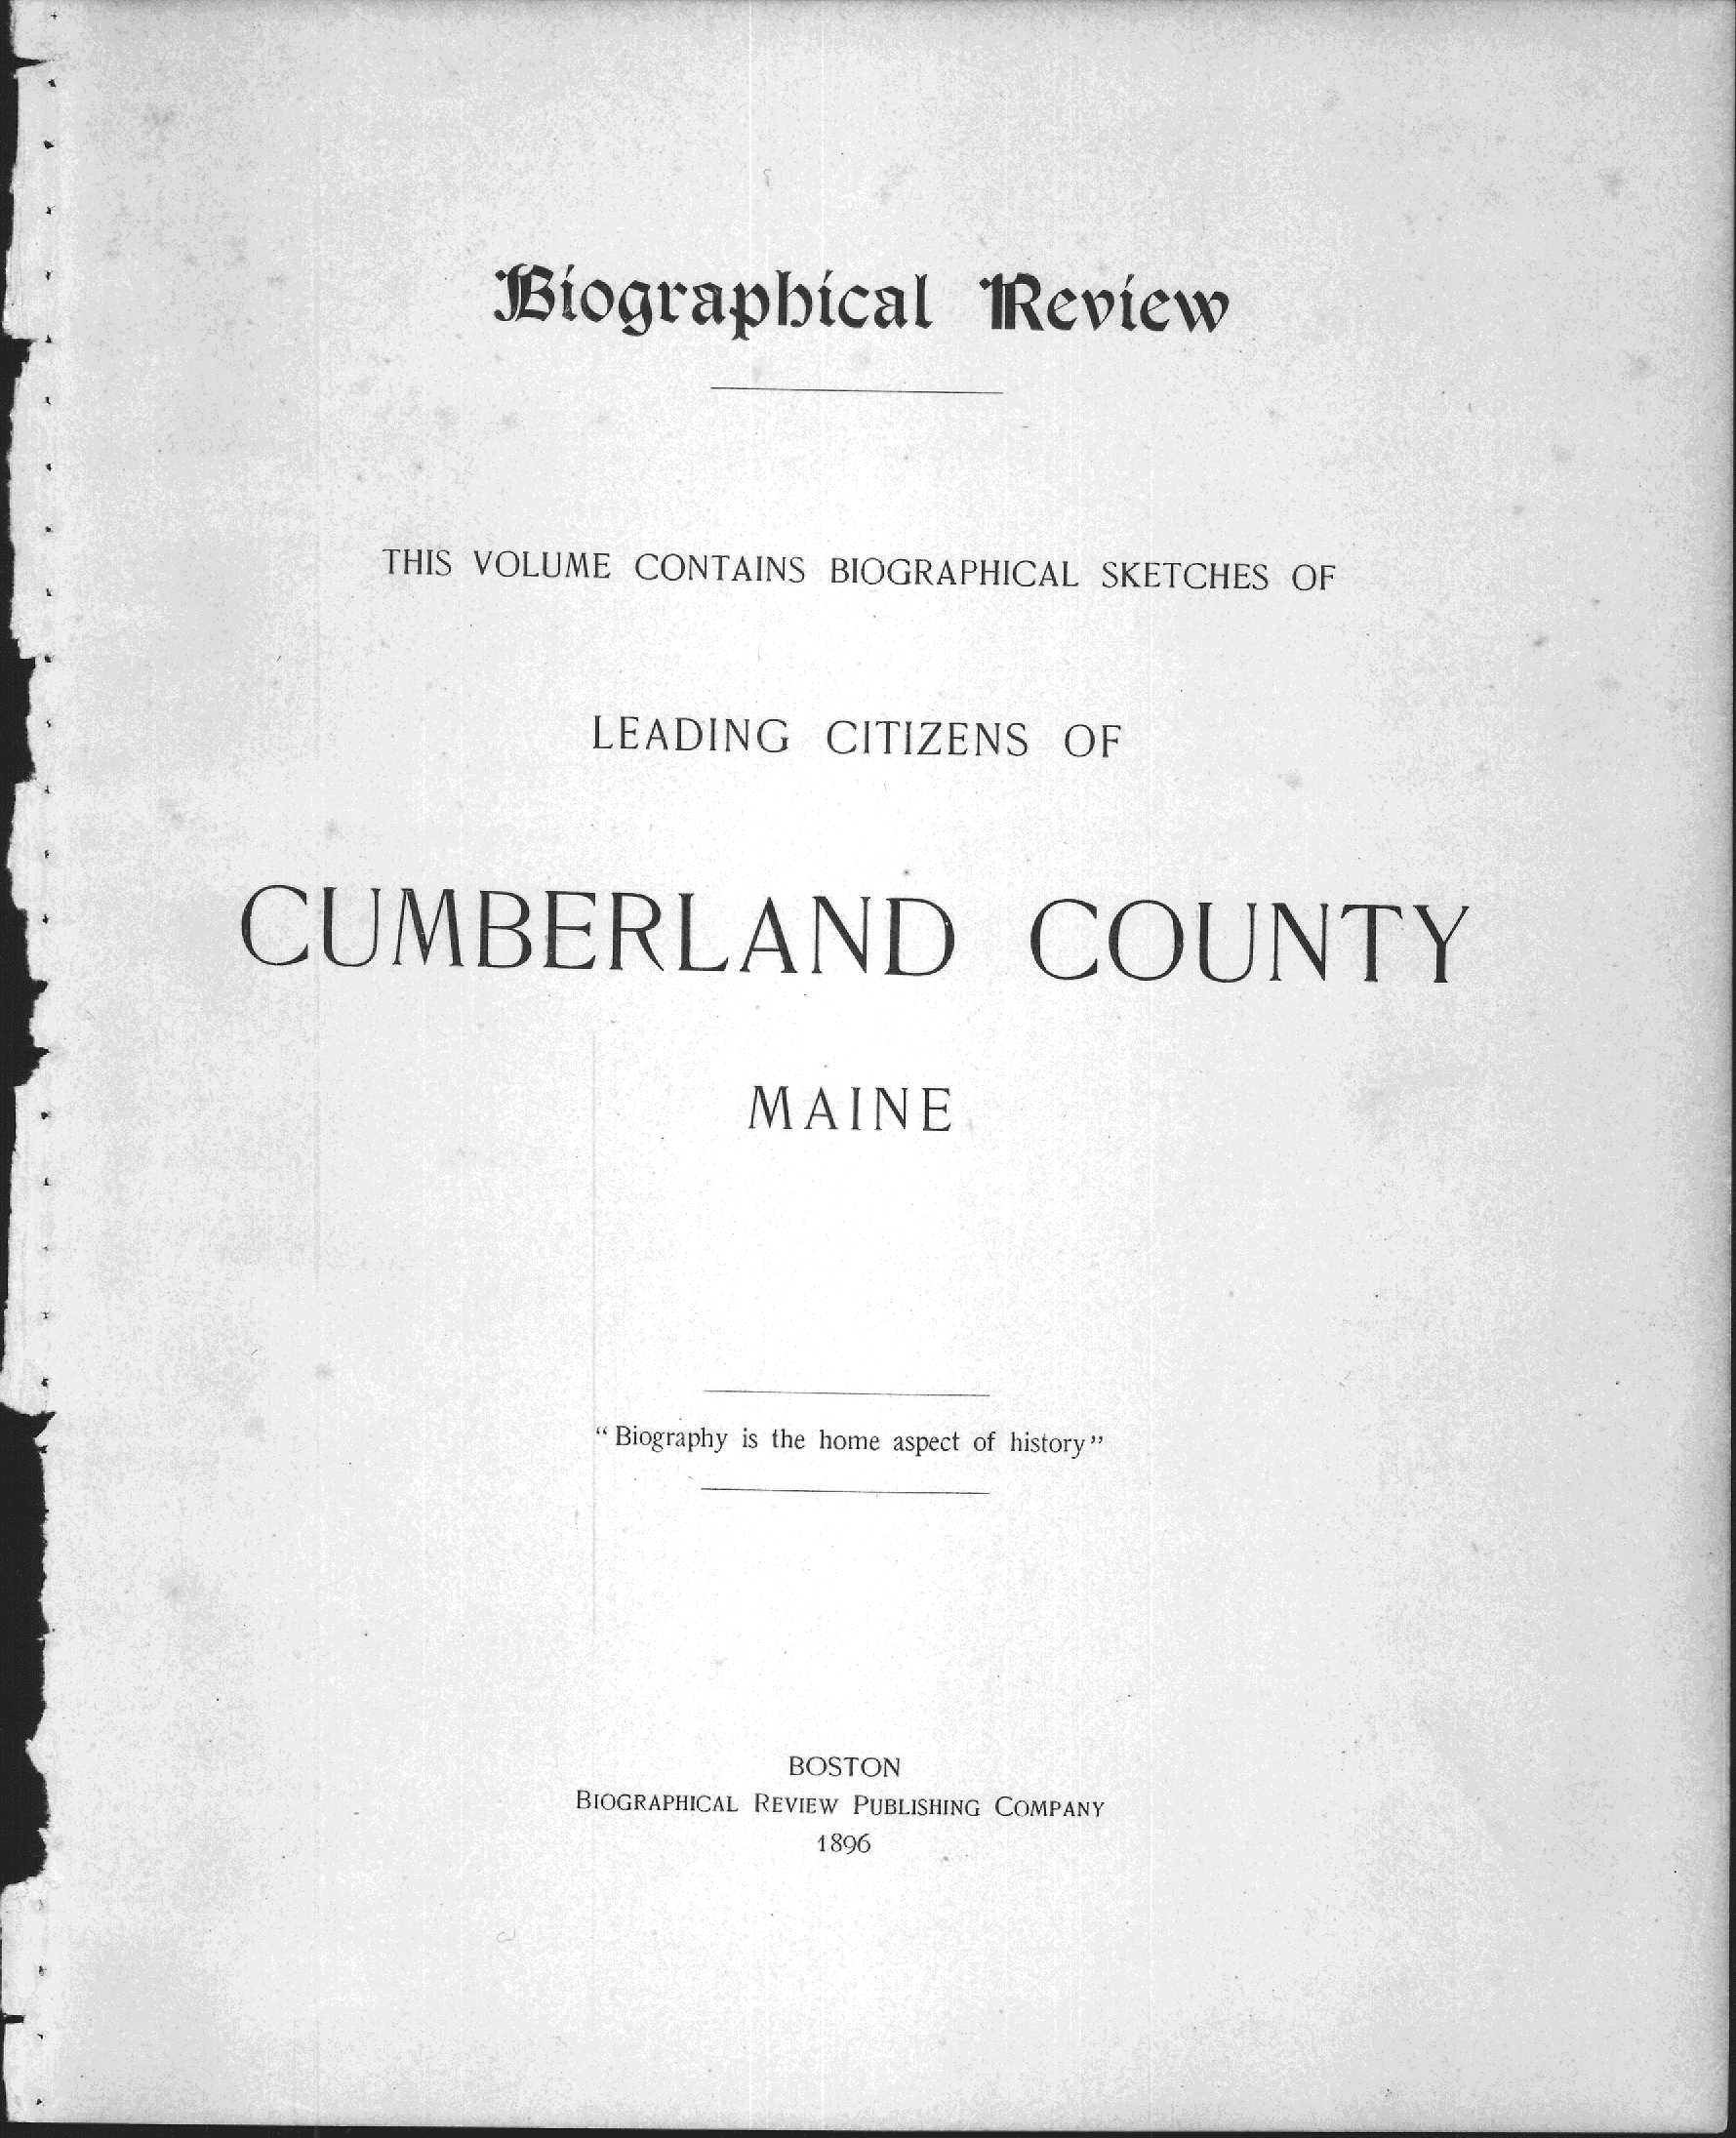 Biographical Review
THIS VOLUME CONTAINS BIOGRAPHICAL SKETCHES OF
LEADING CITIZENS OF
CUMBERLAND COUNTY
MAINE
“Biography is the home aspect of history”
BOSTON
BIOGRAPHICAL REVIEW PUBLISHING COMPANY
1896